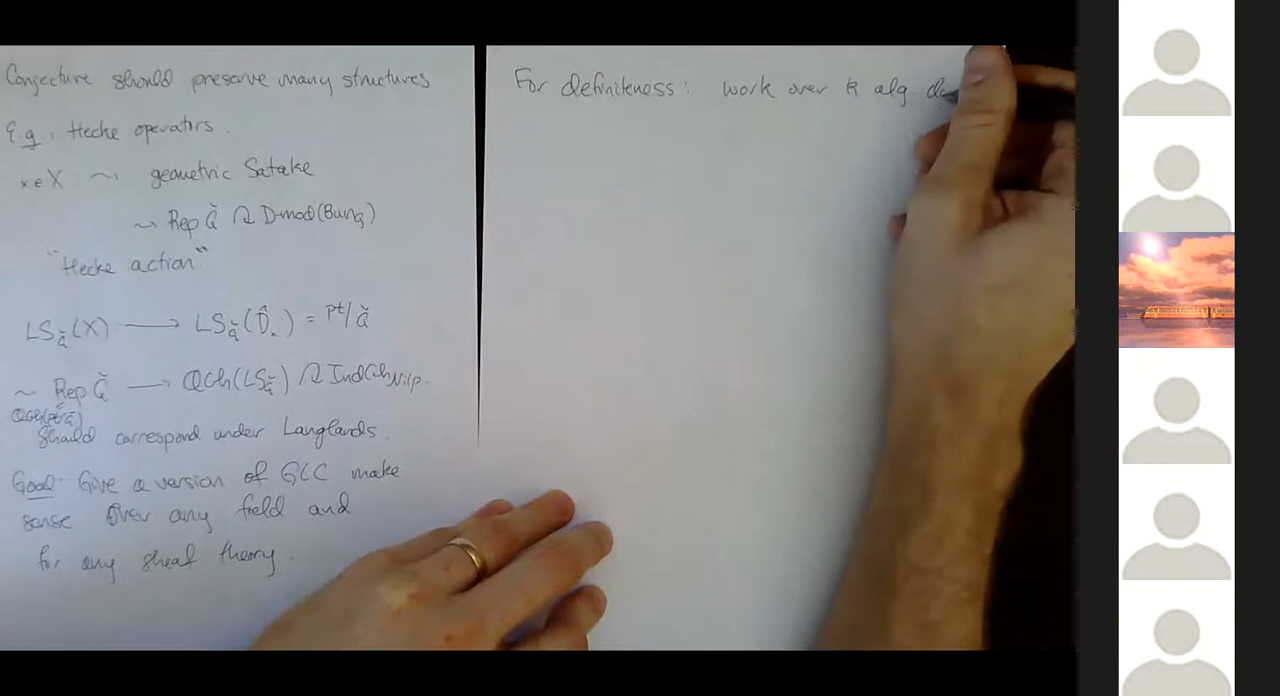 Conjecture should preserve many structures
E.g., Hecke operators.
x ∈ X ⤳ geometric Satake
⤳ Rep Ǧ ↷ D-mod(Bun_G)
"Hecke action"
LS_Ǧ(X) ⟶ LS_Ǧ(D̂_x) = pt/Ǧ
⤳ Rep Ǧ ⟶ QCoh(LS_Ǧ) ↷ IndCoh_Nilp.
QCoh(pt/Ǧ)
should correspond under Langlands.
Goal: Give a version of GLC make
sense over any field and
for any sheaf theory.
For definiteness: work over k alg